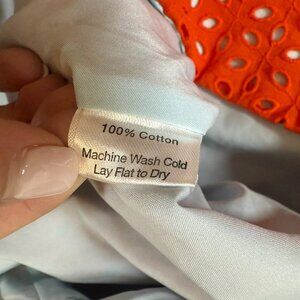 100% Cotton
Machine Wash Cold
Lay Flat to Dry